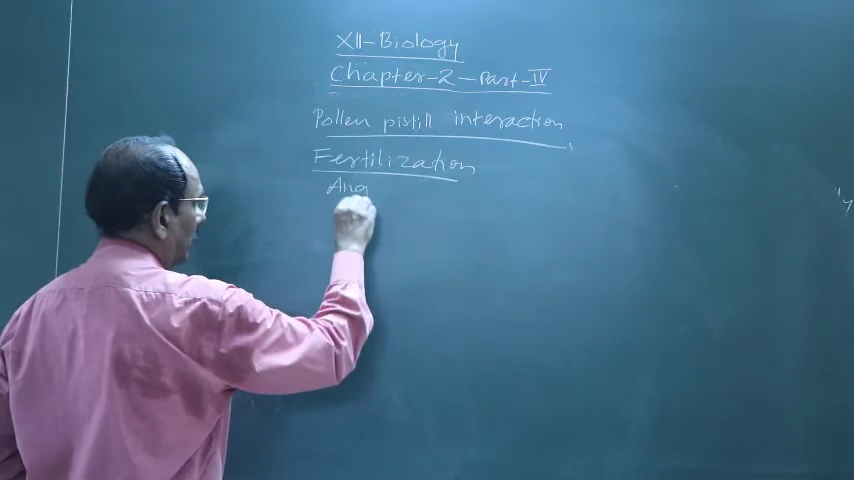 XII-Biology
Chapter-2-Part-IV
Pollen pistill interaction
Fertilization
Ang